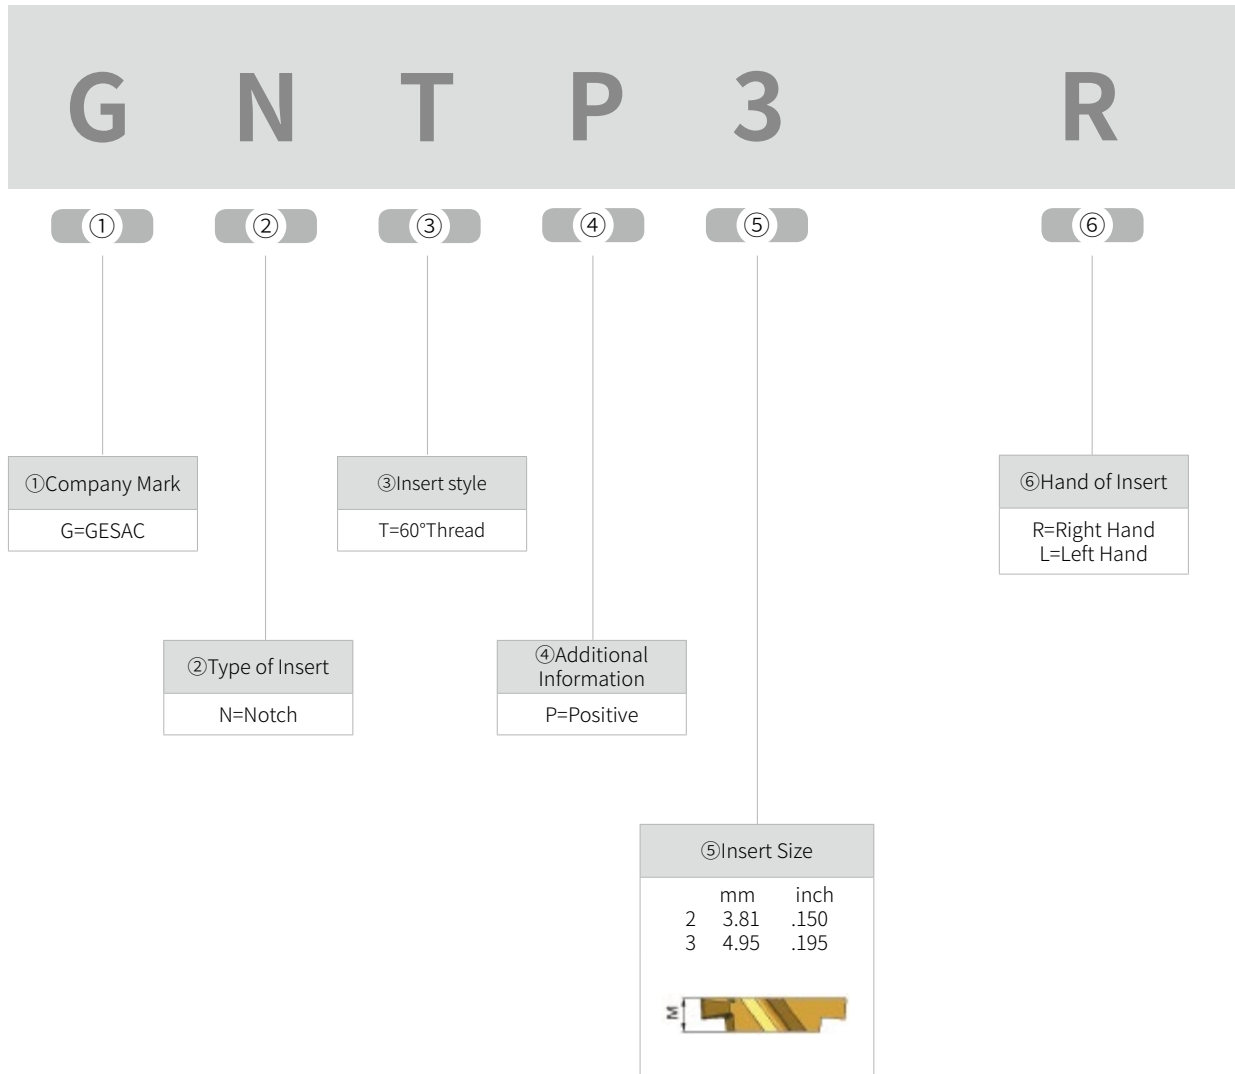 G N T P 3 R
① ② ③ ④ ⑤ ⑥
①Company Mark
G=GESAC
③Insert style
T=60°Thread
⑥Hand of Insert
R=Right Hand
L=Left Hand
②Type of Insert
N=Notch
④Additional
Information
P=Positive
⑤Insert Size
mm inch
2 3.81 .150
3 4.95 .195
M